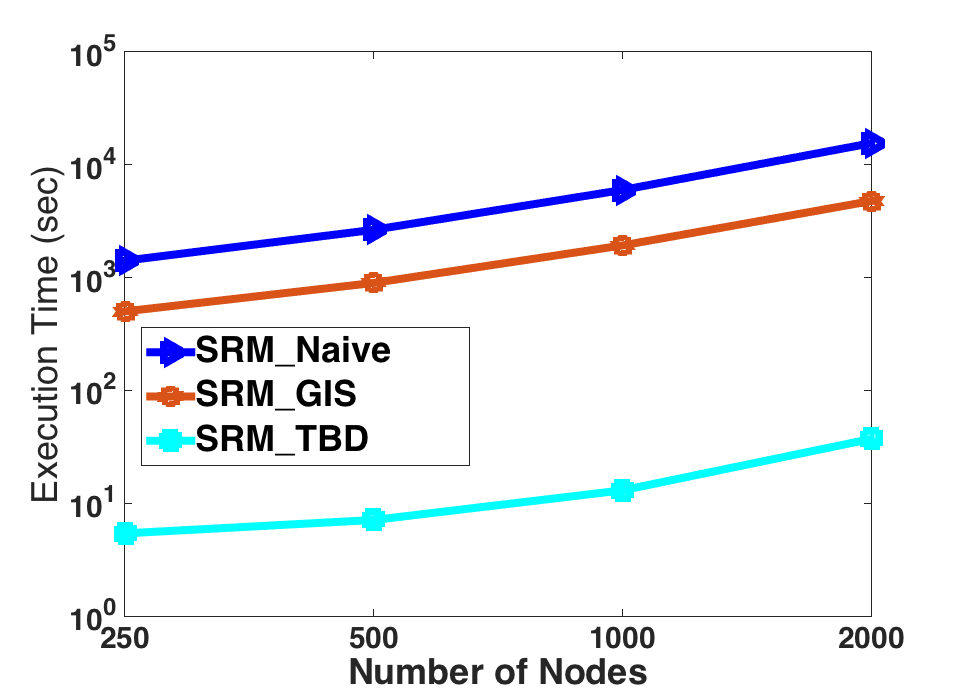 Execution Time (sec)
10^5
10^4
10^3
10^2
10^1
10^0
SRM_Naive
SRM_GIS
SRM_TBD
250 500 1000 2000
Number of Nodes